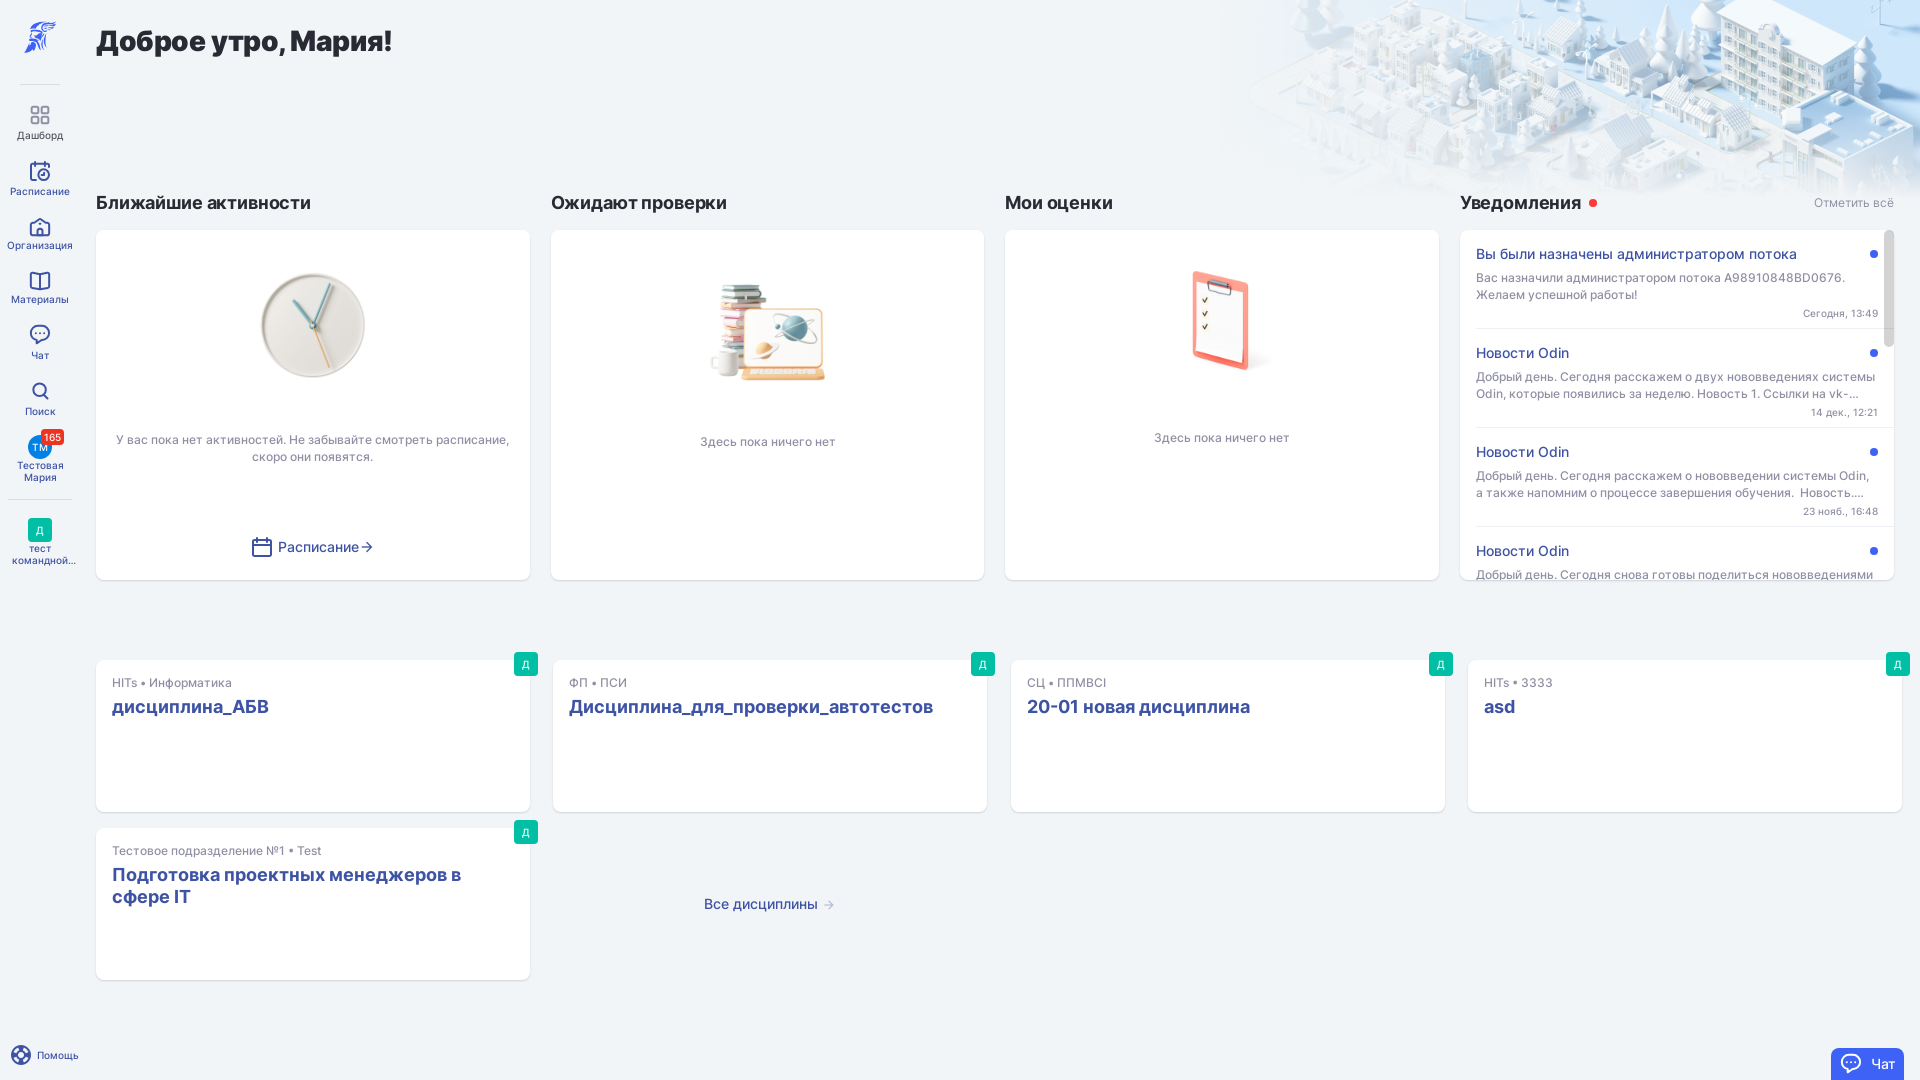 Доброе утро, Мария!
Дашборд
Расписание
Организация
Материалы
Чат
Поиск
165
ТМ
Тестовая
Мария
Д
тест
командной...
Помощь
Ближайшие активности
У вас пока нет активностей. Не забывайте смотреть расписание,
скоро они появятся.
Расписание
Ожидают проверки
Здесь пока ничего нет
Мои оценки
Здесь пока ничего нет
Уведомления
Отметить всё
Вы были назначены администратором потока
Вас назначили администратором потока A98910848BD0676.
Желаем успешной работы!
Сегодня, 13:49
Новости Odin
Добрый день. Сегодня расскажем о двух нововведениях системы
Odin, которые появились за неделю. Новость 1. Ссылки на vk-...
14 дек., 12:21
Новости Odin
Добрый день. Сегодня расскажем о нововведении системы Odin,
а также напомним о процессе завершения обучения. Новость....
23 нояб., 16:48
Новости Odin
Добрый день. Сегодня снова готовы поделиться нововведениями
Д
HITs • Информатика
дисциплина_АБВ
Д
ФП • ПСИ
Дисциплина_для_проверки_автотестов
Д
СЦ • ППМВСІ
20-01 новая дисциплина
Д
HITs • 3333
asd
Д
Тестовое подразделение №1 • Test
Подготовка проектных менеджеров в
сфере IT
Все дисциплины
Чат